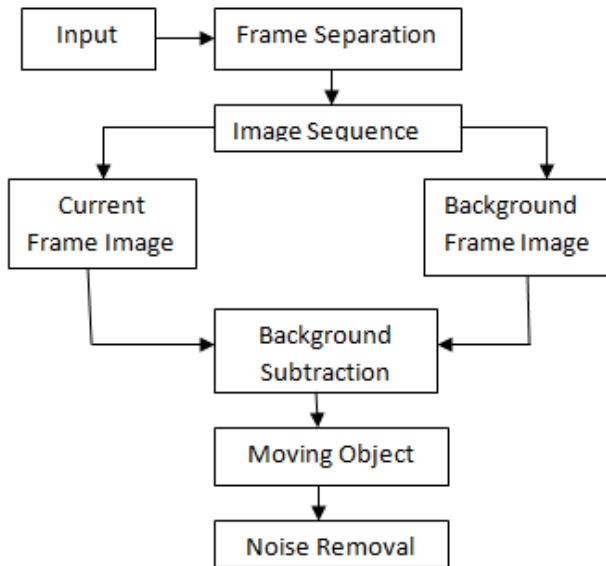 Input
Frame Separation
Image Sequence
Current
Frame Image
Background
Frame Image
Background
Subtraction
Moving Object
Noise Removal